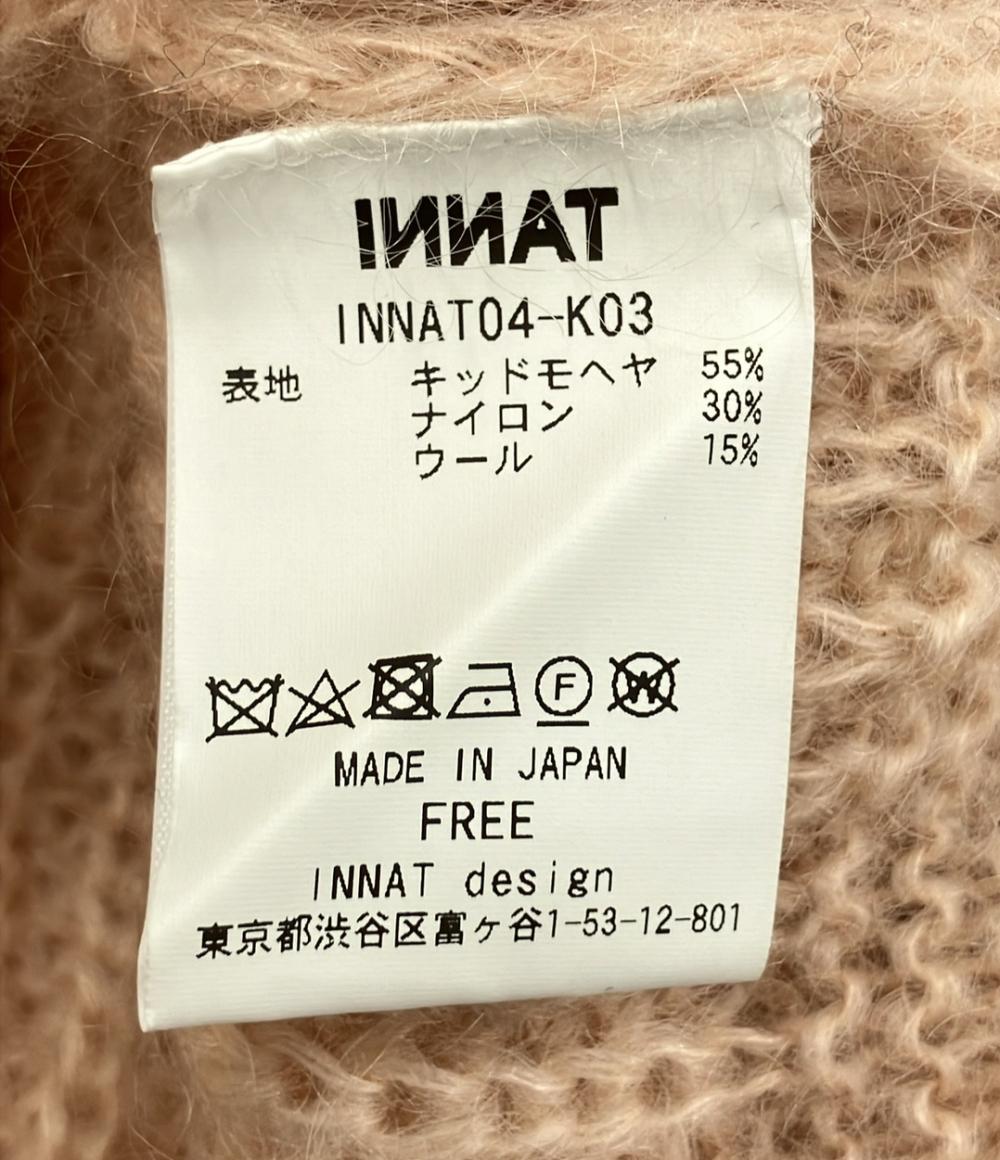 INNAT
INNAT04-K03
表地 キッドモヘヤ 55%
ナイロン 30%
ウール 15%
F W
MADE IN JAPAN
FREE
INNAT design
東京都渋谷区富ヶ谷1-53-12-801